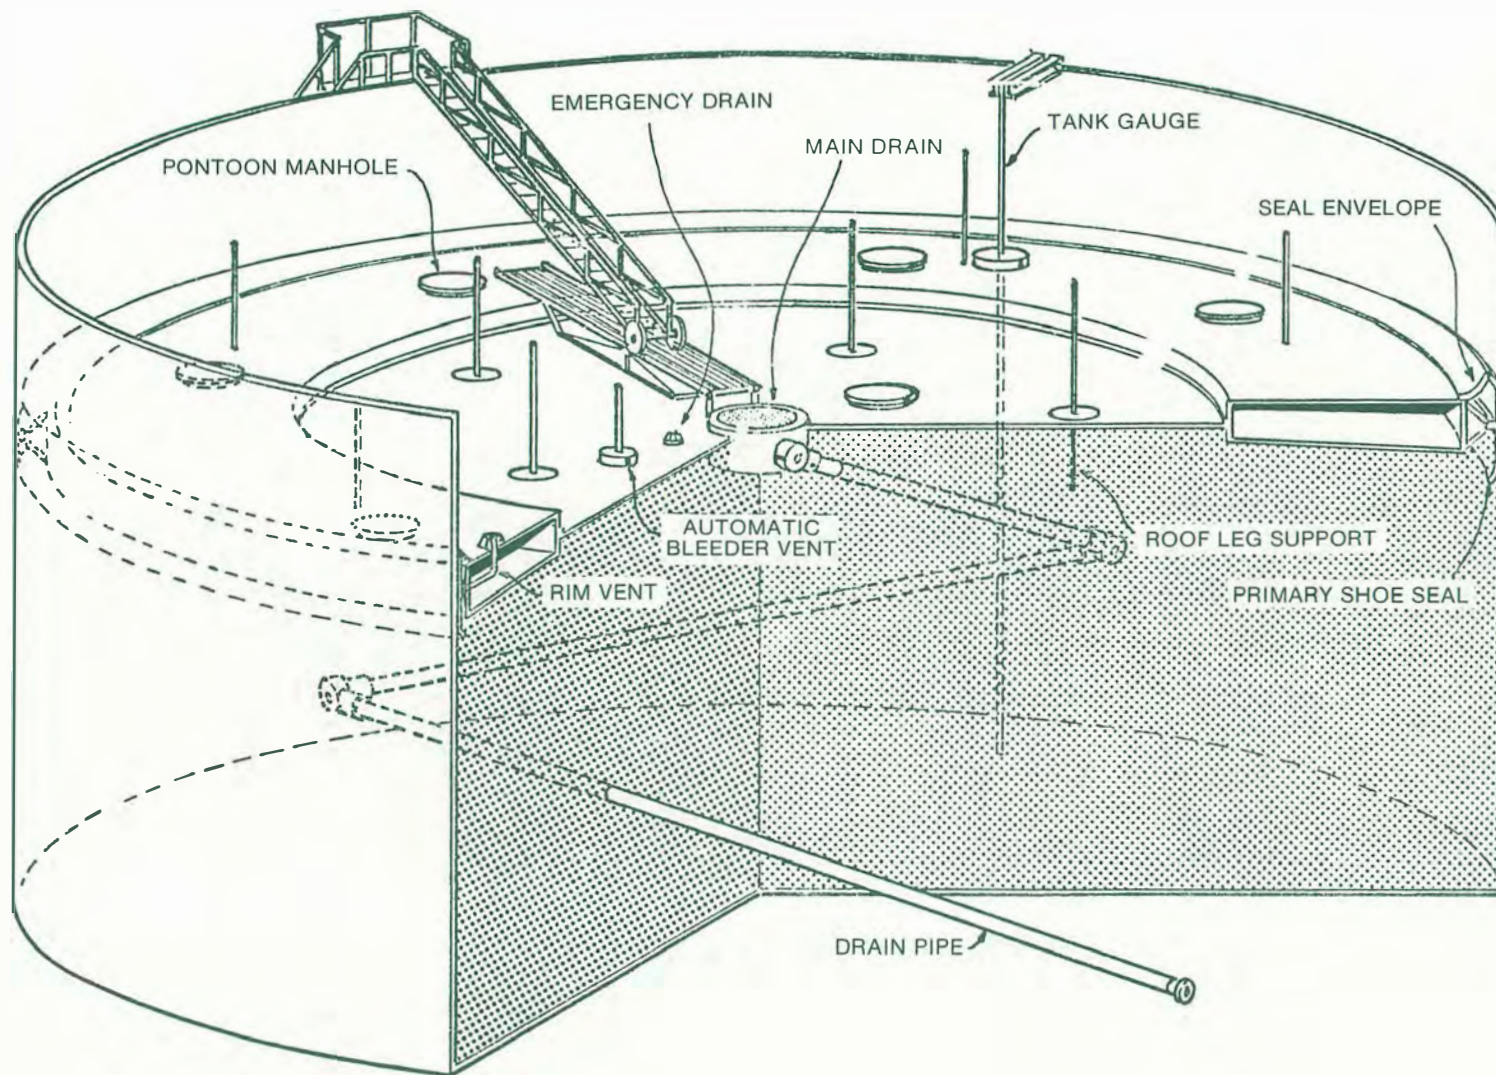 EMERGENCY DRAIN
TANK GAUGE
MAIN DRAIN
PONTOON MANHOLE
SEAL ENVELOPE
AUTOMATIC
BLEEDER VENT
ROOF LEG SUPPORT
RIM VENT
PRIMARY SHOE SEAL
DRAIN PIPE